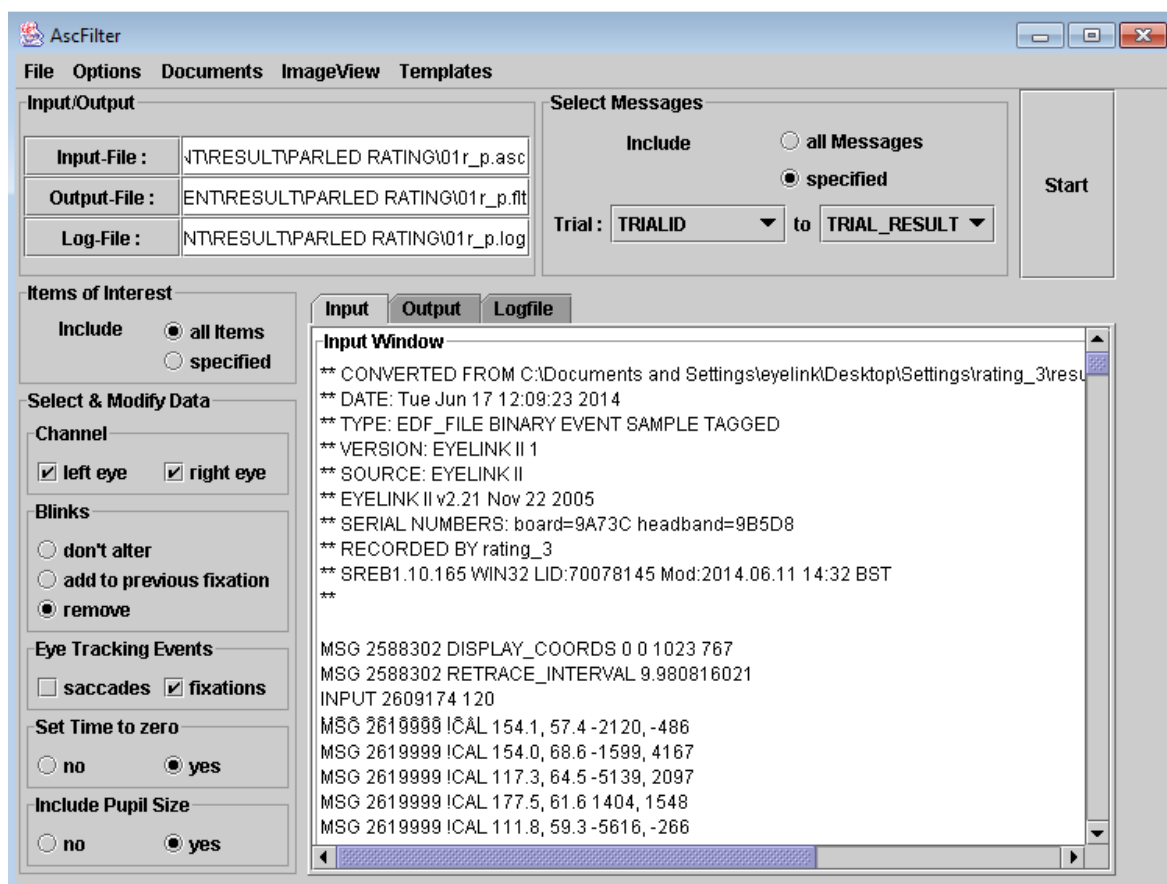 AscFilter
File Options Documents ImageView Templates
Input/Output
Input-File : NT\RESULT\PARLED RATING\01r_p.asc
Output-File : ENT\RESULT\PARLED RATING\01r_p.flt
Log-File : NT\RESULT\PARLED RATING\01r_p.log
Select Messages
Include
all Messages
specified
Trial : TRIALID to TRIAL_RESULT
Start
Items of Interest
Include
all Items
specified
Select & Modify Data
Channel
left eye right eye
Blinks
don't alter
add to previous fixation
remove
Eye Tracking Events
saccades fixations
Set Time to zero
no yes
Include Pupil Size
no yes
Input Output Logfile
Input Window
** CONVERTED FROM C:\Documents and Settings\eyelink\Desktop\Settings\rating_3\resu
** DATE: Tue Jun 17 12:09:23 2014
** TYPE: EDF_FILE BINARY EVENT SAMPLE TAGGED
** VERSION: EYELINK II 1
** SOURCE: EYELINK II
** EYELINK II v2.21 Nov 22 2005
** SERIAL NUMBERS: board=9A73C headband=9B5D8
** RECORDED BY rating_3
** SREB1.10.165 WIN32 LID:70078145 Mod:2014.06.11 14:32 BST
**
MSG 2588302 DISPLAY_COORDS 0 0 1023 767
MSG 2588302 RETRACE_INTERVAL 9.980816021
INPUT 2609174 120
MSG 2619999 !CAL 154.1, 57.4 -2120, -486
MSG 2619999 !CAL 154.0, 68.6 -1599, 4167
MSG 2619999 !CAL 117.3, 64.5 -5139, 2097
MSG 2619999 !CAL 177.5, 61.6 1404, 1548
MSG 2619999 !CAL 111.8, 59.3 -5616, -266